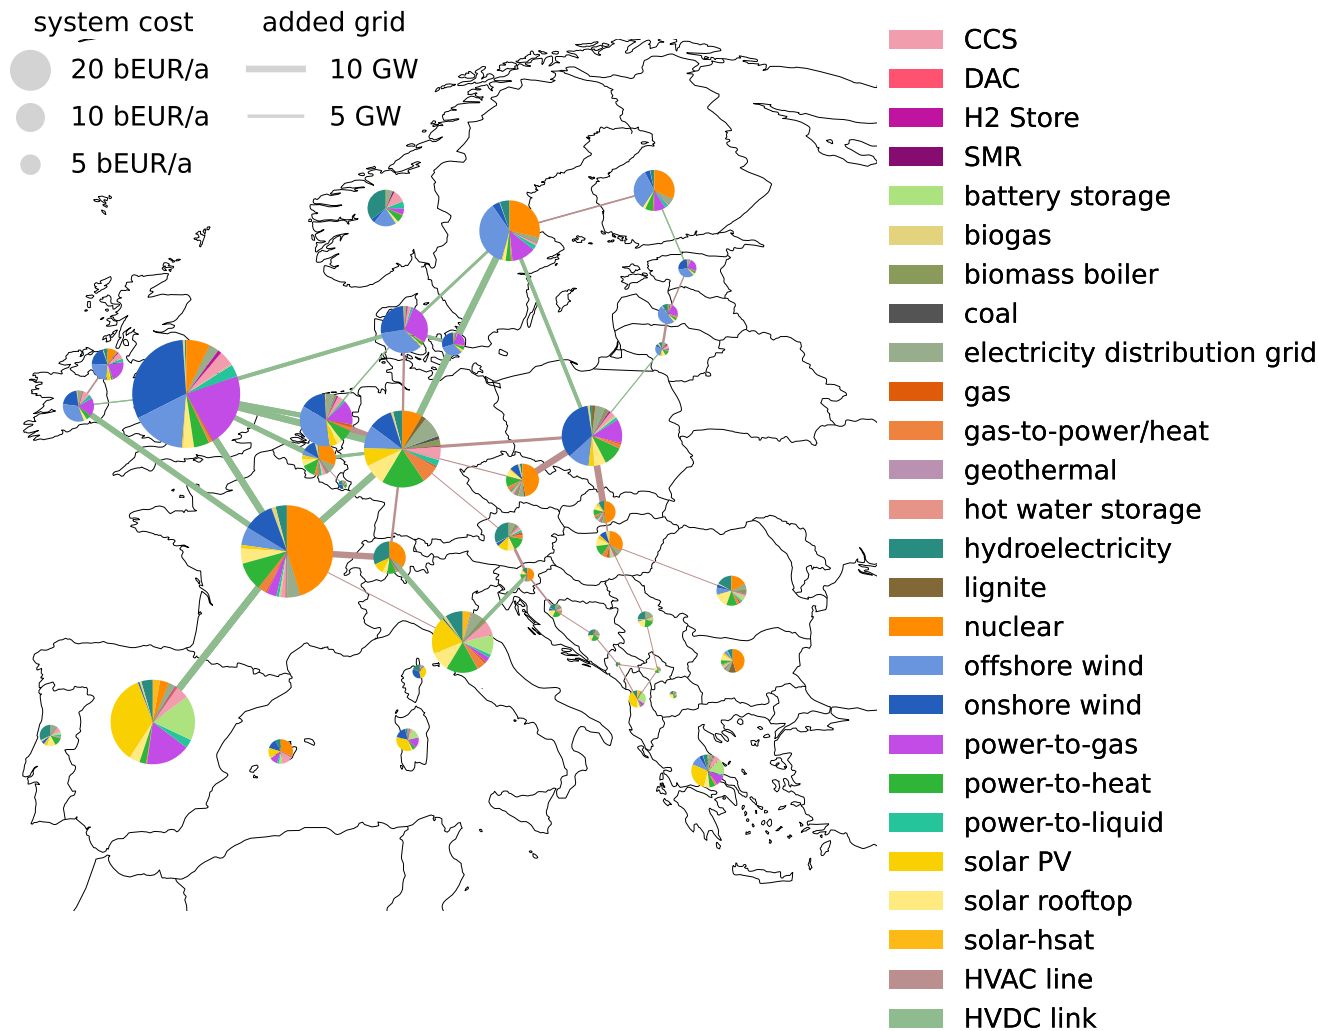 system cost
20 bEUR/a
10 bEUR/a
5 bEUR/a
added grid
10 GW
5 GW
CCS
DAC
H2 Store
SMR
battery storage
biogas
biomass boiler
coal
electricity distribution grid
gas
gas-to-power/heat
geothermal
hot water storage
hydroelectricity
lignite
nuclear
offshore wind
onshore wind
power-to-gas
power-to-heat
power-to-liquid
solar PV
solar rooftop
solar-hsat
HVAC line
HVDC link